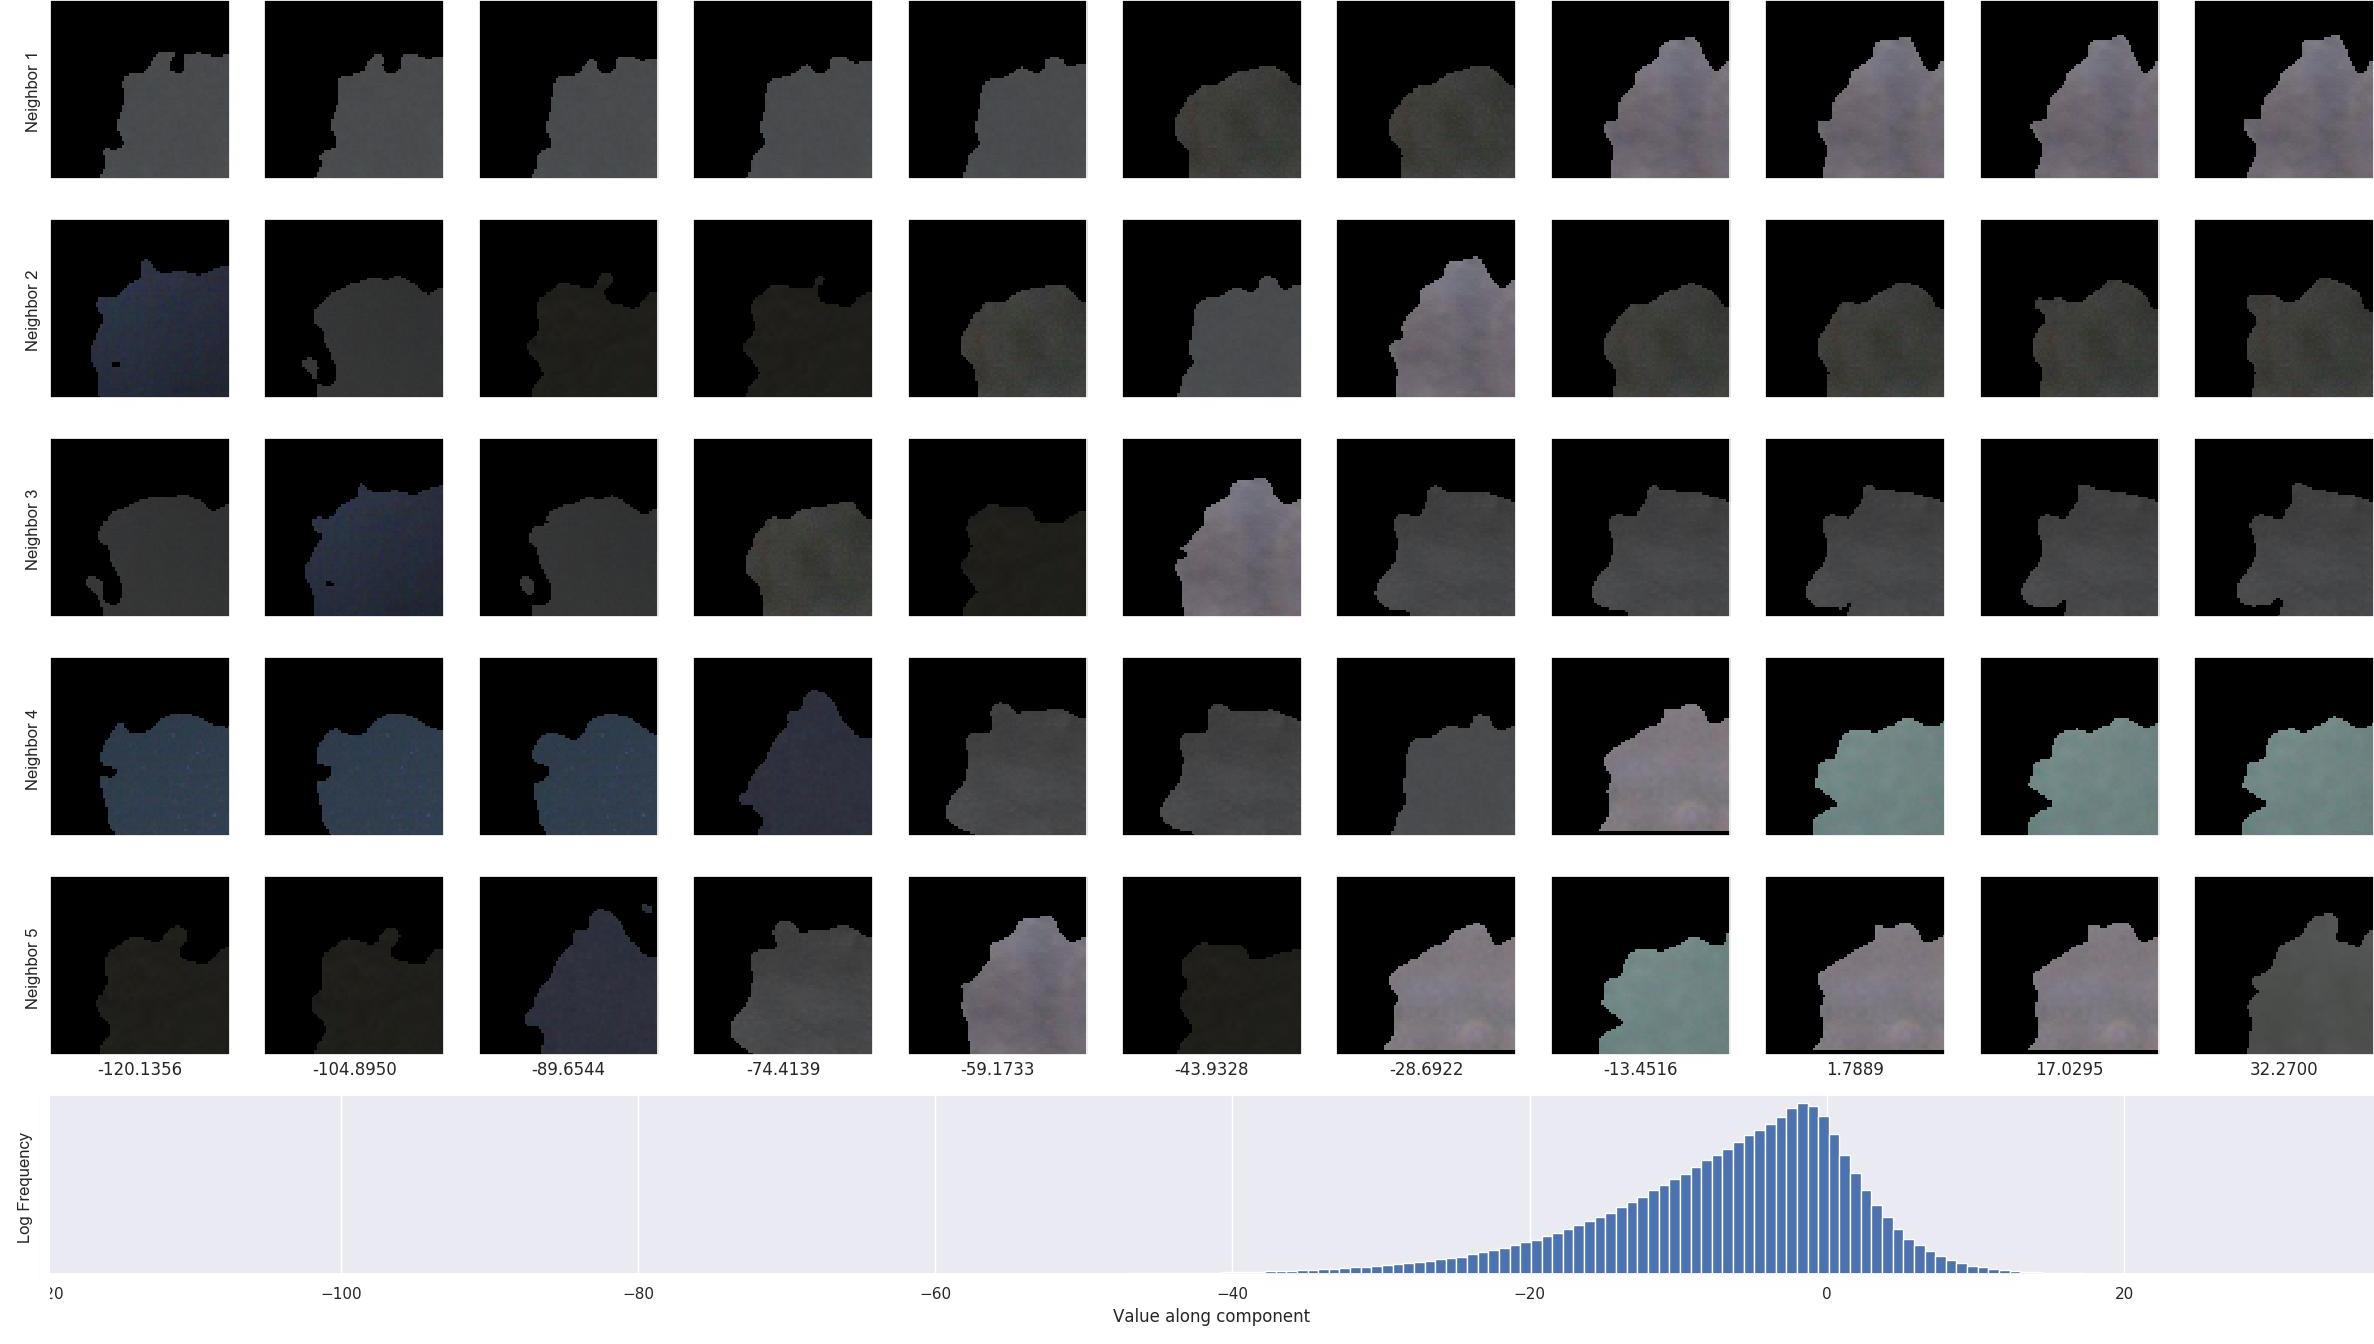 Neighbor 1
Neighbor 2
Neighbor 3
Neighbor 4
Neighbor 5
-120.1356 -104.8950 -89.6544 -74.4139 -59.1733 -43.9328 -28.6922 -13.4516 1.7889 17.0295 32.2700
Log Frequency
20 −100 −80 −60 −40 −20 0 20
Value along component